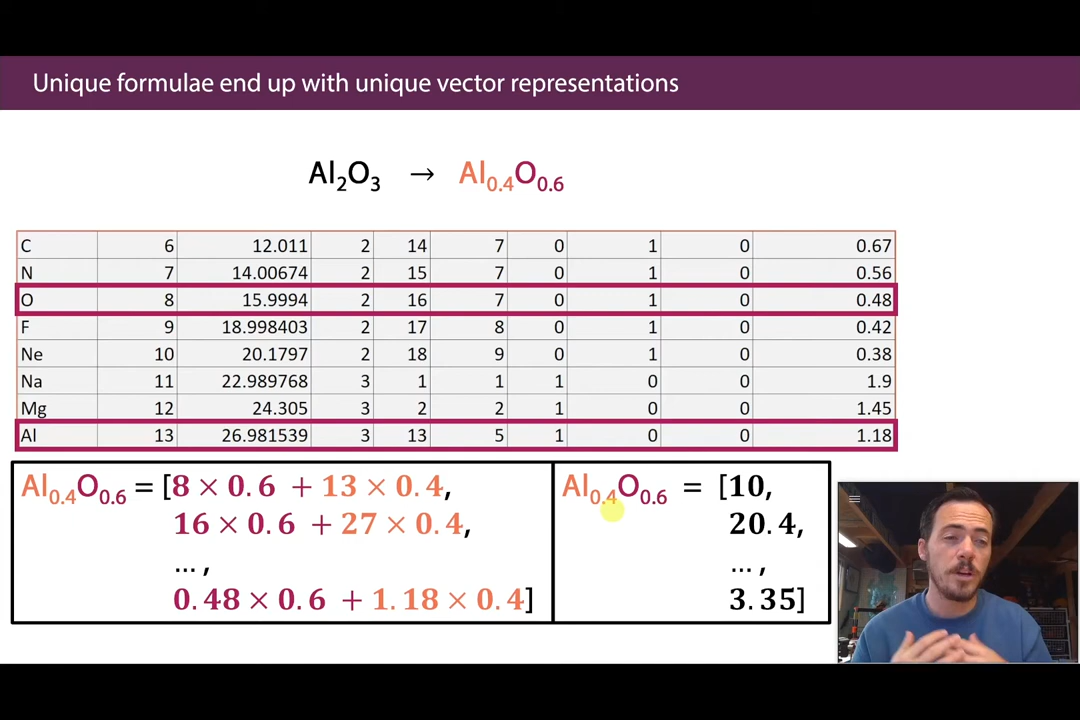 Unique formulae end up with unique vector representations
Al₂O₃ → Al₀.₄O₀.₆
C 6 12.011 2 14 7 0 1 0 0.67
N 7 14.00674 2 15 7 0 1 0 0.56
O 8 15.9994 2 16 7 0 1 0 0.48
F 9 18.998403 2 17 8 0 1 0 0.42
Ne 10 20.1797 2 18 9 0 1 0 0.38
Na 11 22.989768 3 1 1 1 0 0 1.9
Mg 12 24.305 3 2 2 1 0 0 1.45
Al 13 26.981539 3 13 5 1 0 0 1.18
Al₀.₄O₀.₆ = [8 × 0.6 + 13 × 0.4,
16 × 0.6 + 27 × 0.4,
... ,
0.48 × 0.6 + 1.18 × 0.4]
Al₀.₄O₀.₆ = [10,
20.4,
... ,
3.35]